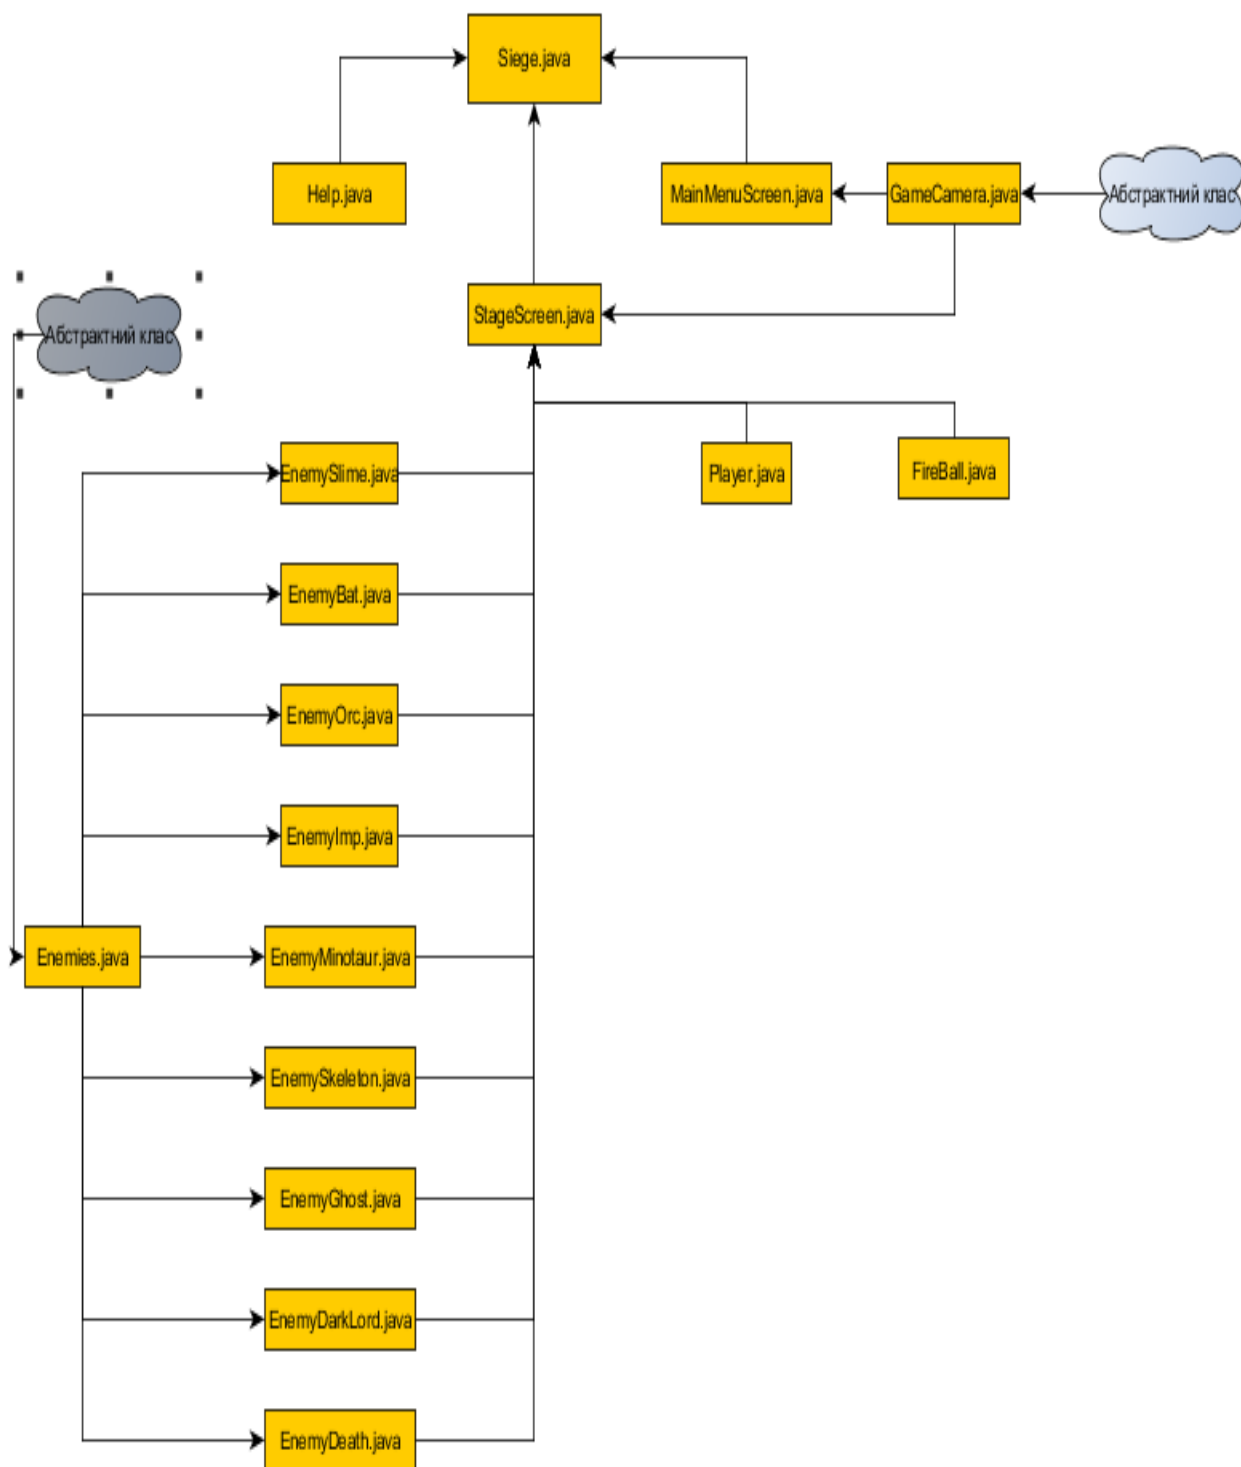 Siege.java
Help.java
MainMenuScreen.java
GameCamera.java
Абстрактний клас
StageScreen.java
Абстрактний клас
EnemySlime.java
Player.java
FireBall.java
EnemyBat.java
EnemyOrc.java
EnemyImp.java
Enemies.java
EnemyMinotaur.java
EnemySkeleton.java
EnemyGhost.java
EnemyDarkLord.java
EnemyDeath.java